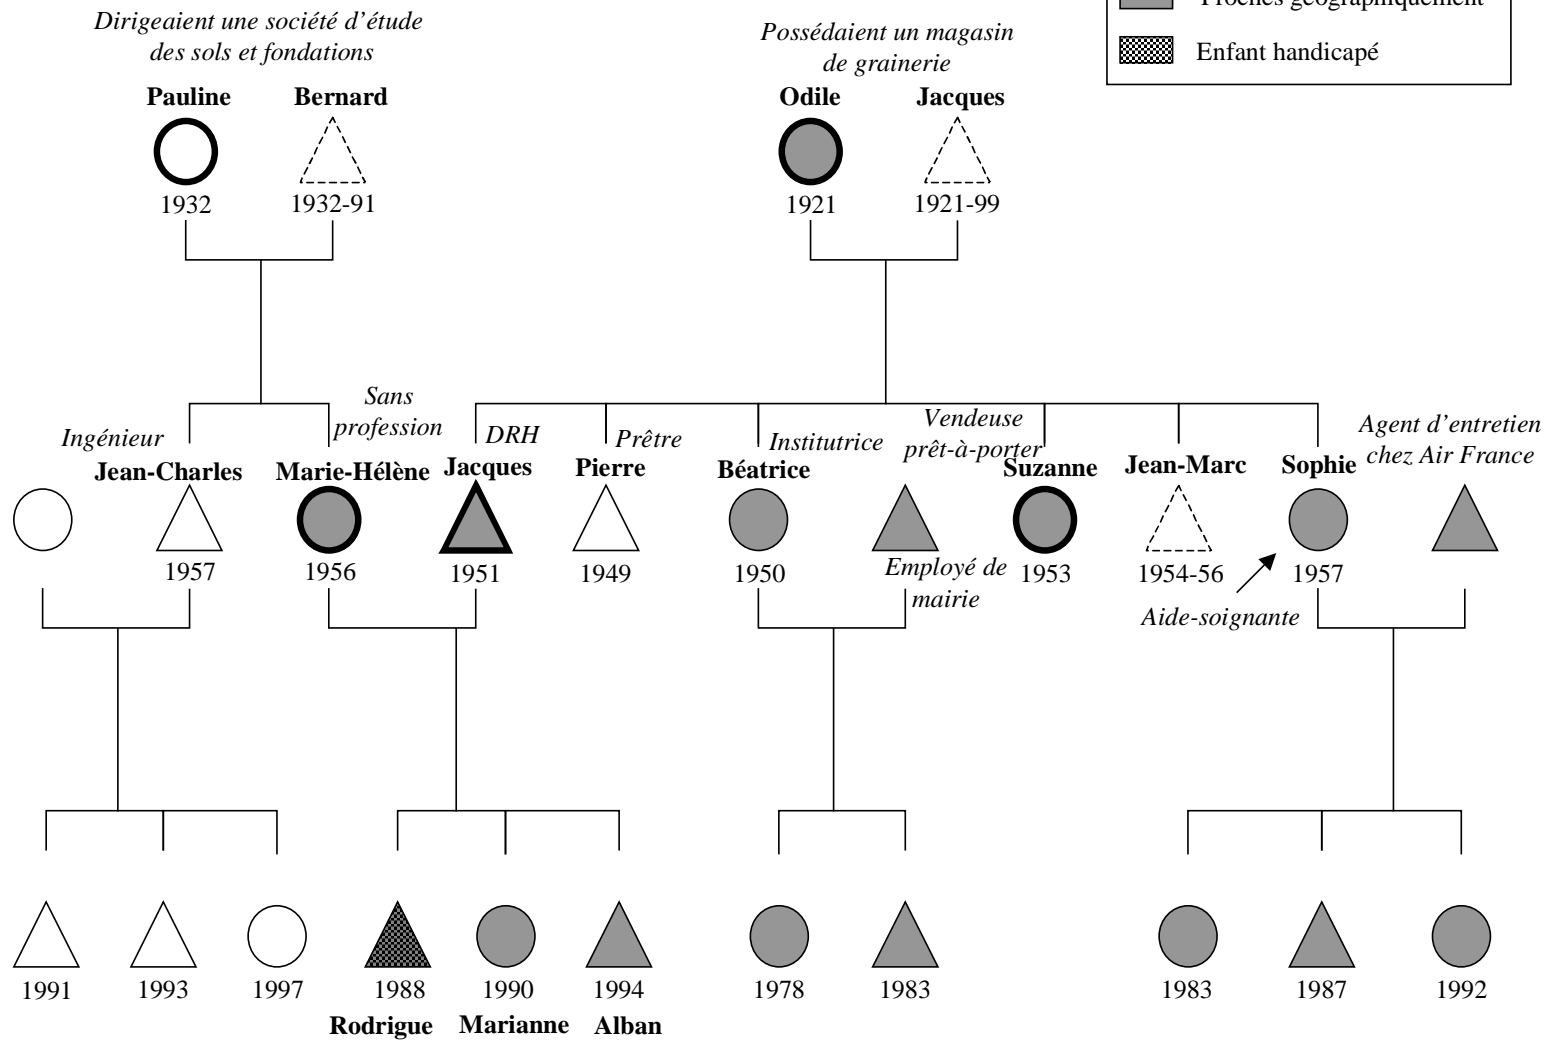 Proches géographiquement
Enfant handicapé
Dirigeaient une société d'étude
des sols et fondations
Possédaient un magasin
de grainerie
Pauline
Bernard
Odile
Jacques
1932
1932-91
1921
1921-99
Sans
profession
Ingénieur
DRH
Prêtre
Institutrice
Vendeuse
prêt-à-porter
Agent d'entretien
chez Air France
Jean-Charles
Marie-Hélène
Jacques
Pierre
Béatrice
Suzanne
Jean-Marc
Sophie
1957
1956
1951
1949
1950
Employé de
mairie
1953
1954-56
1957
Aide-soignante
1991
1993
1997
1988
1990
1994
1978
1983
1983
1987
1992
Rodrigue
Marianne
Alban